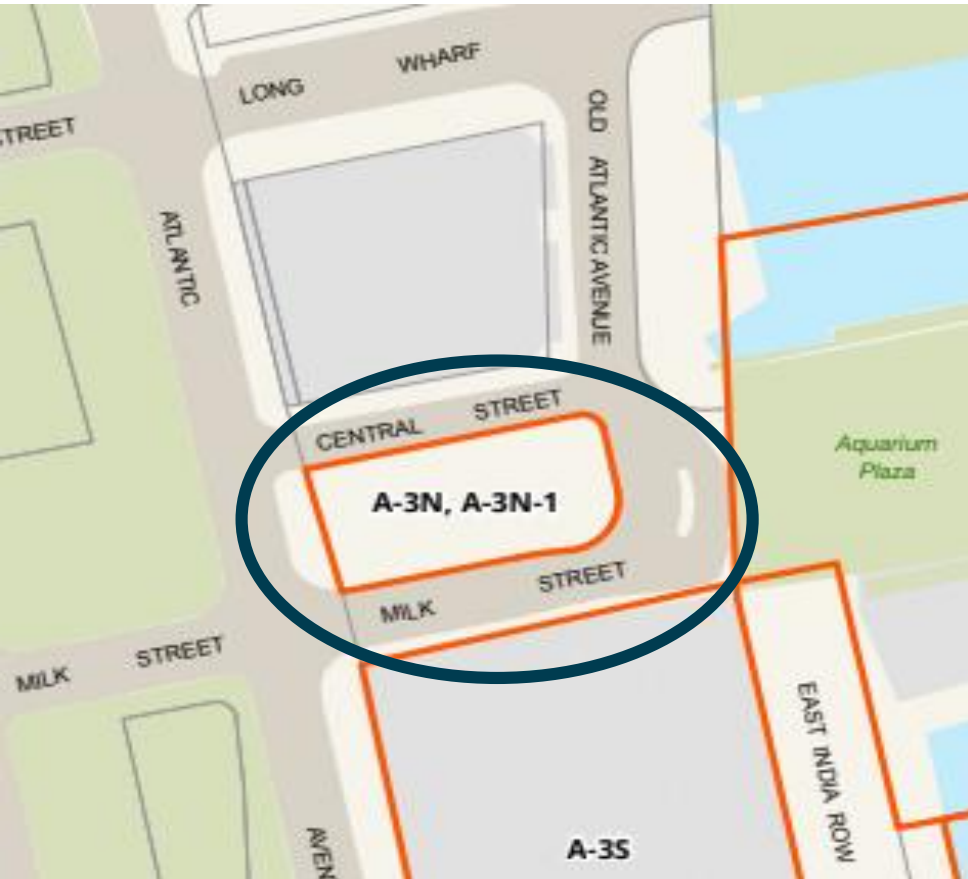 WHARF
LONG
OLD ATLANTIC AVENUE
STREET
ATLANTIC
CENTRAL STREET
Aquarium
Plaza
A-3N, A-3N-1
MILK STREET
MILK STREET
EAST INDIA ROW
AVEN
A-3S